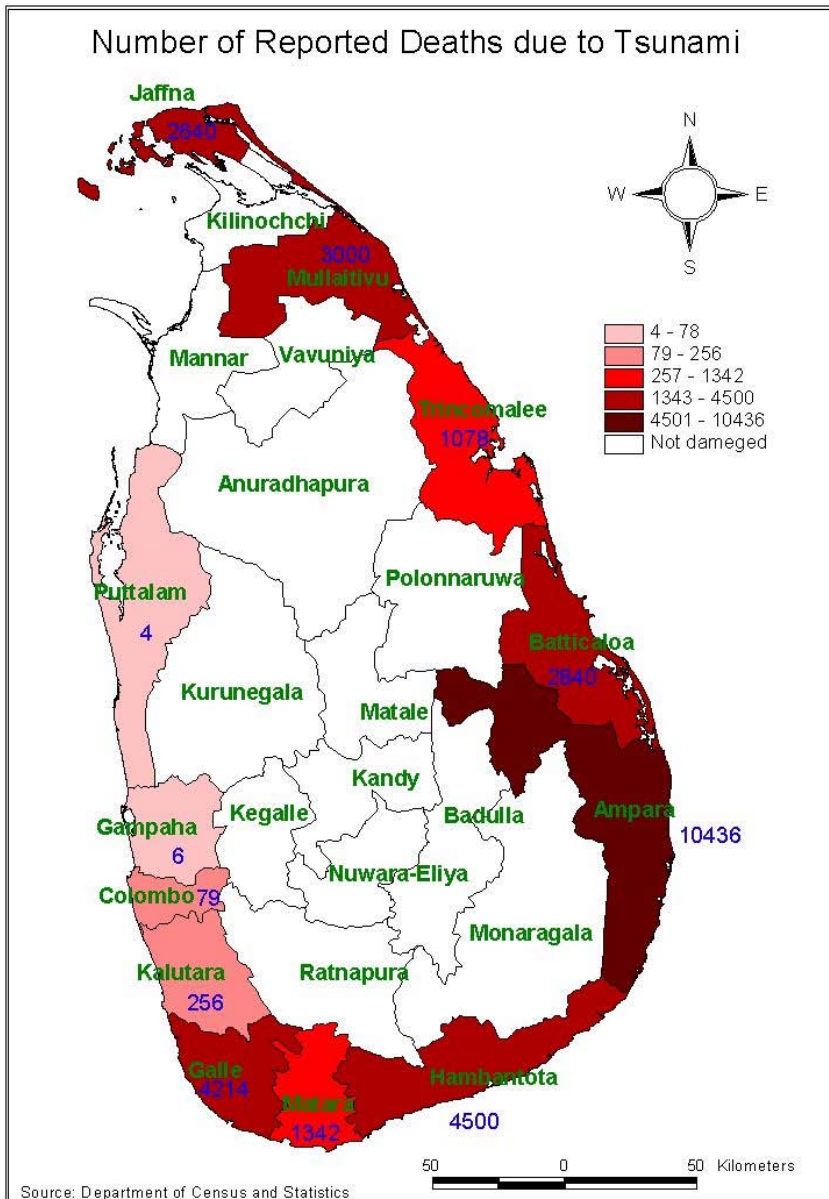 Number of Reported Deaths due to Tsunami
Jaffna
2640
N
W E
S
Kilinochchi
3000
Mullaitivu
4 - 78
79 - 256
257 - 1342
1343 - 4500
4501 - 10436
Not dameged
Mannar
Vavuniya
Trincomalee
1078
Anuradhapura
Polonnaruwa
Puttalam
4
Batticaloa
2840
Kurunegala
Matale
Kandy
Kegalle
Badulla
Ampara
10436
Gampaha
6
Nuwara-Eliya
Colombo 79
Monaragala
Kalutara
256
Ratnapura
Galle
4214
Hambantota
4500
Matara
1342
50 0 50 Kilometers
Source: Department of Census and Statistics